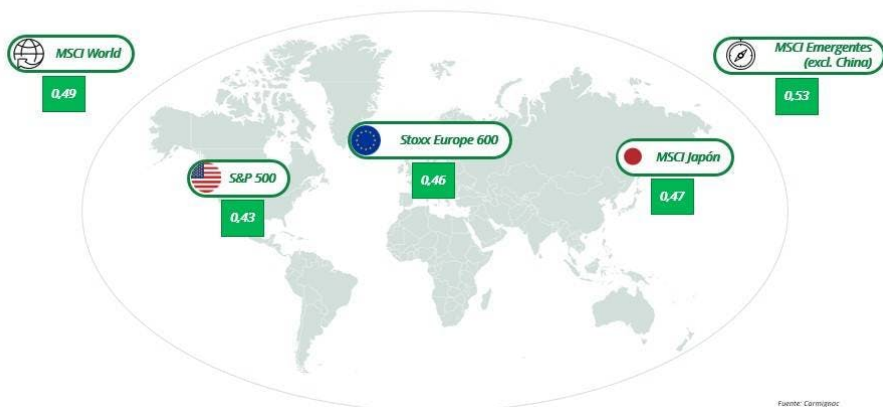 MSCI World
0,49
MSCI Emergentes
(excl. China)
0,53
Stoxx Europe 600
0,46
MSCI Japón
0,47
S&P 500
0,43
Fuente: Carmignac